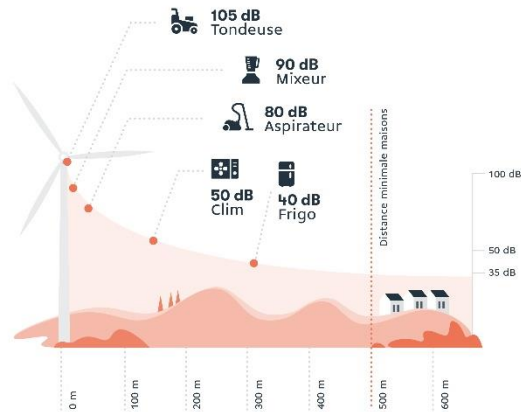 105 dB
Tondeuse
90 dB
Mixeur
80 dB
Aspirateur
50 dB
Clim
40 dB
Frigo
Distance minimale maisons
100 dB
50 dB
35 dB
0 m
100 m
200 m
300 m
400 m
500 m
600 m